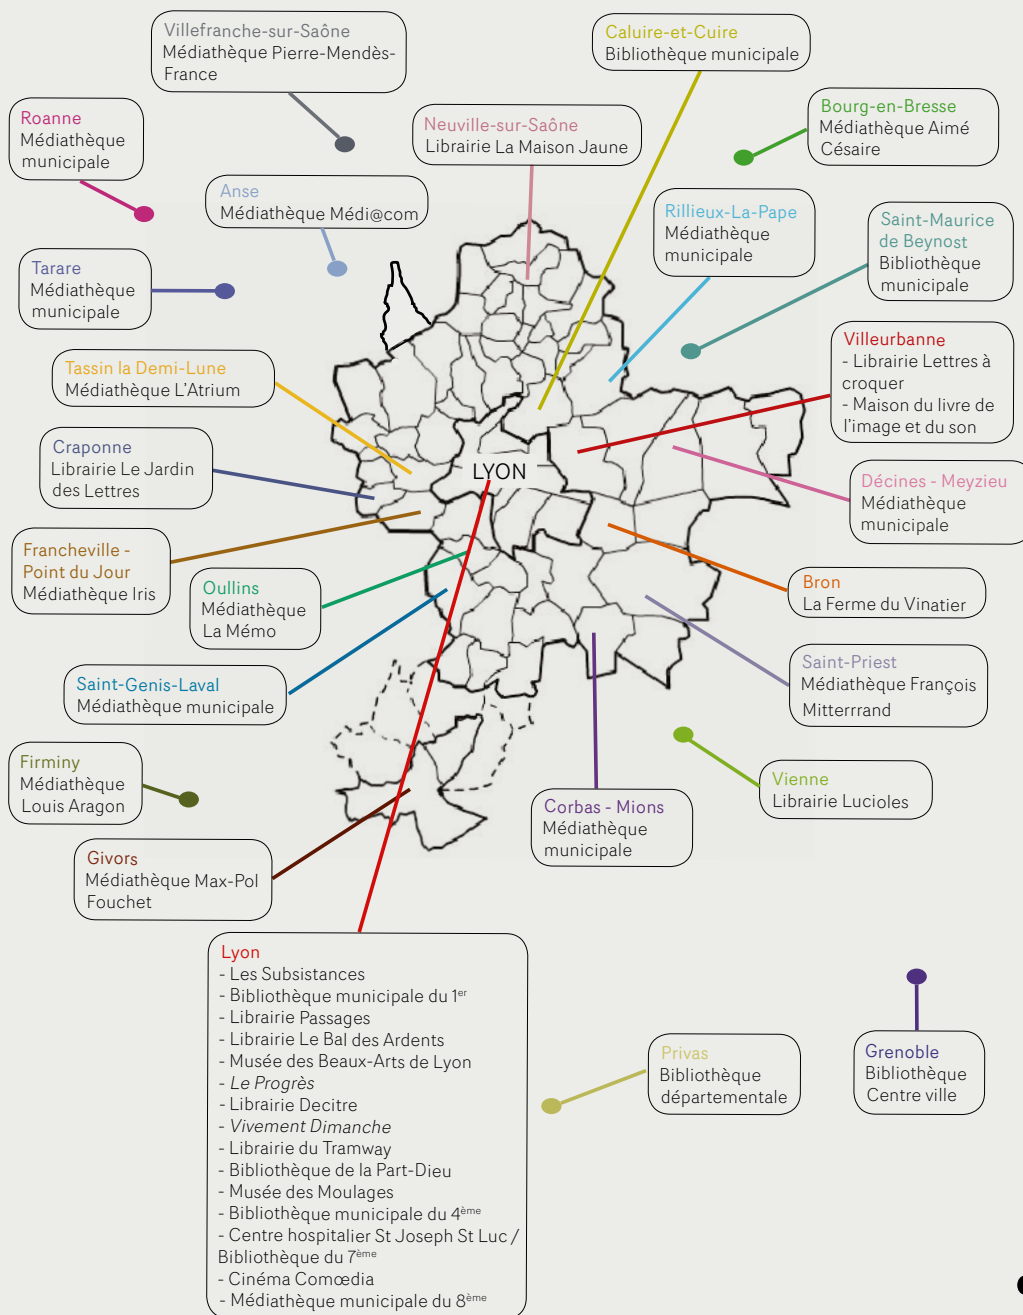 Villefranche-sur-Saône
Médiathèque Pierre-Mendès-
France
Caluire-et-Cuire
Bibliothèque municipale
Roanne
Médiathèque
municipale
Neuville-sur-Saône
Librairie La Maison Jaune
Bourg-en-Bresse
Médiathèque Aimé
Césaire
Anse
Médiathèque Médi@com
Rillieux-La-Pape
Médiathèque
municipale
Saint-Maurice
de Beynost
Bibliothèque
municipale
Tarare
Médiathèque
municipale
Villeurbanne
- Librairie Lettres à
croquer
- Maison du livre de
l'image et du son
Tassin la Demi-Lune
Médiathèque L'Atrium
Craponne
Librairie Le Jardin
des Lettres
LYON
Décines - Meyzieu
Médiathèque
municipale
Francheville -
Point du Jour
Médiathèque Iris
Oullins
Médiathèque
La Mémo
Bron
La Ferme du Vinatier
Saint-Genis-Laval
Médiathèque municipale
Saint-Priest
Médiathèque François
Mitterrrand
Firminy
Médiathèque
Louis Aragon
Vienne
Librairie Lucioles
Corbas - Mions
Médiathèque
municipale
Givors
Médiathèque Max-Pol
Fouchet
Lyon
- Les Subsistances
- Bibliothèque municipale du 1er
- Librairie Passages
- Librairie Le Bal des Ardents
- Musée des Beaux-Arts de Lyon
- Le Progrès
- Librairie Decitre
- Vivement Dimanche
- Librairie du Tramway
- Bibliothèque de la Part-Dieu
- Musée des Moulages
- Bibliothèque municipale du 4ème
- Centre hospitalier St Joseph St Luc /
Bibliothèque du 7ème
- Cinéma Comœdia
- Médiathèque municipale du 8ème
Privas
Bibliothèque
départementale
Grenoble
Bibliothèque
Centre ville